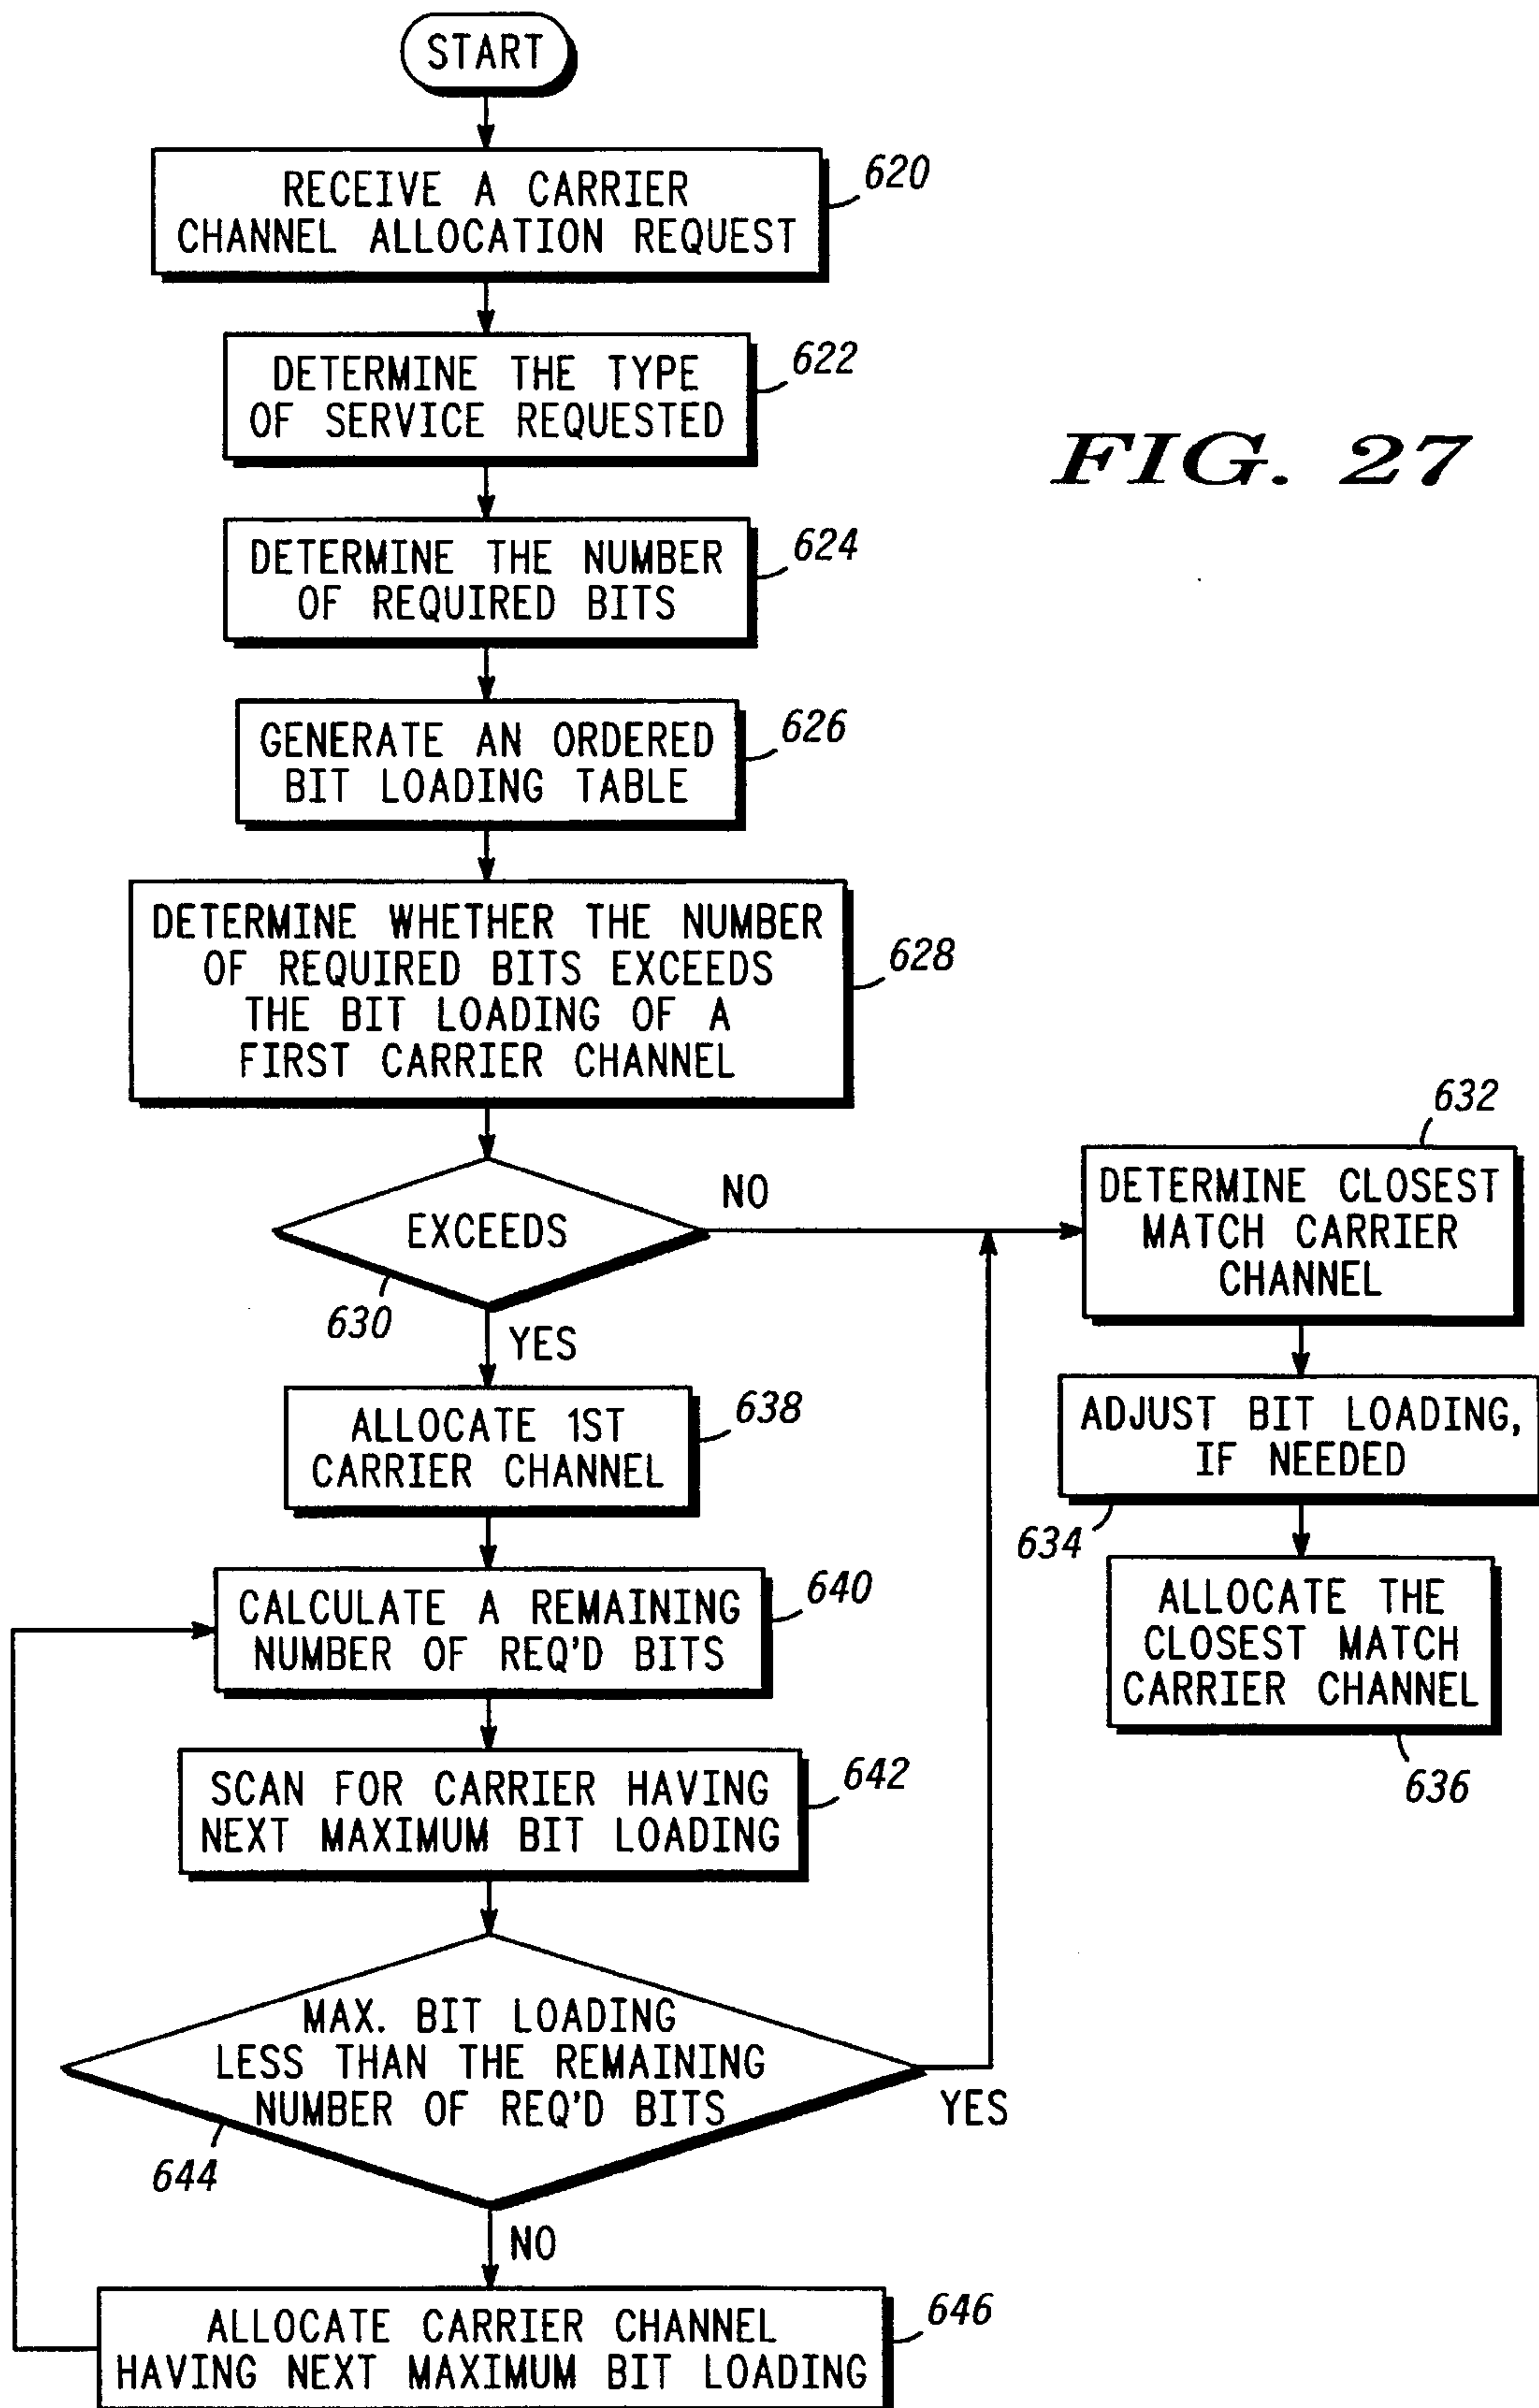 START
RECEIVE A CARRIER
CHANNEL ALLOCATION REQUEST
620
DETERMINE THE TYPE
OF SERVICE REQUESTED
622
FIG. 27
DETERMINE THE NUMBER
OF REQUIRED BITS
624
GENERATE AN ORDERED
BIT LOADING TABLE
626
DETERMINE WHETHER THE NUMBER
OF REQUIRED BITS EXCEEDS
THE BIT LOADING OF A
FIRST CARRIER CHANNEL
628
EXCEEDS
630
NO
YES
632
DETERMINE CLOSEST
MATCH CARRIER
CHANNEL
ADJUST BIT LOADING,
IF NEEDED
634
ALLOCATE THE
CLOSEST MATCH
CARRIER CHANNEL
636
ALLOCATE 1ST
CARRIER CHANNEL
638
CALCULATE A REMAINING
NUMBER OF REQ'D BITS
640
SCAN FOR CARRIER HAVING
NEXT MAXIMUM BIT LOADING
642
MAX. BIT LOADING
LESS THAN THE REMAINING
NUMBER OF REQ'D BITS
644
YES
NO
ALLOCATE CARRIER CHANNEL
HAVING NEXT MAXIMUM BIT LOADING
646